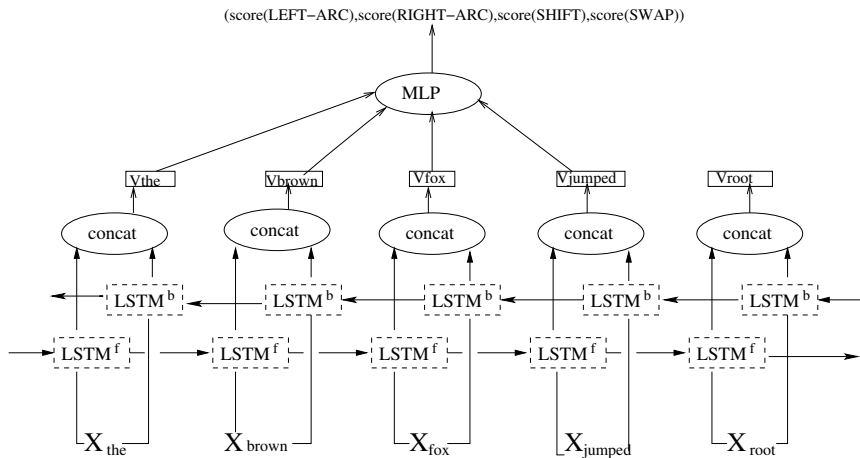 (score(LEFT−ARC),score(RIGHT−ARC),score(SHIFT),score(SWAP))
MLP
Vthe Vbrown Vfox Vjumped Vroot
concat concat concat concat concat
LSTM b LSTM b LSTM b LSTM b LSTM b
LSTM f LSTM f LSTM f LSTM f LSTM f
X the X brown X fox X jumped X root